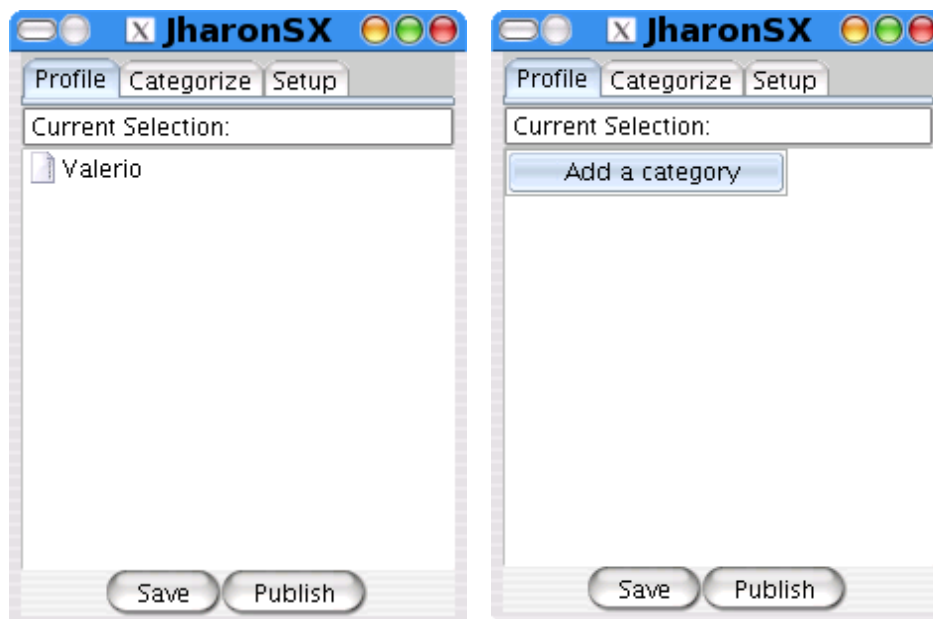 JharonSX
Profile Categorize Setup
Current Selection:
Valerio
Save Publish
JharonSX
Profile Categorize Setup
Current Selection:
Add a category
Save Publish